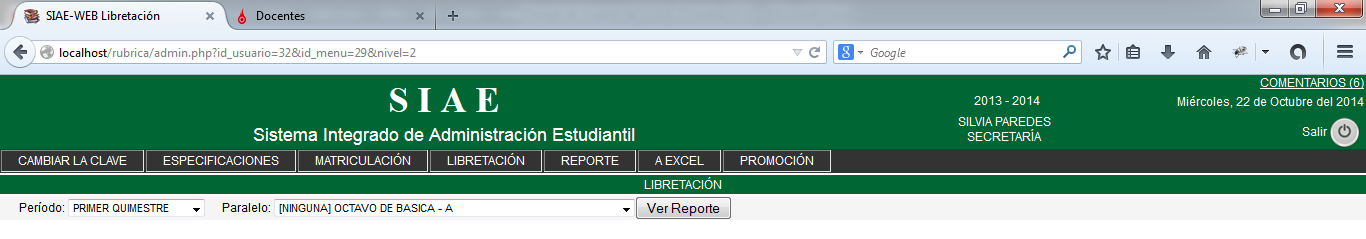 SIAE-WEB Libretación
Docentes
localhost/rubrica/admin.php?id_usuario=32&id_menu=29&nivel=2
Google
COMENTARIOS (6)
SIAE
2013 - 2014
Miércoles, 22 de Octubre del 2014
Sistema Integrado de Administración Estudiantil
SILVIA PAREDES
SECRETARÍA
Salir
CAMBIAR LA CLAVE ESPECIFICACIONES MATRICULACIÓN LIBRETACIÓN REPORTE A EXCEL PROMOCIÓN
LIBRETACIÓN
Período: PRIMER QUIMESTRE Paralelo: [NINGUNA] OCTAVO DE BASICA - A Ver Reporte